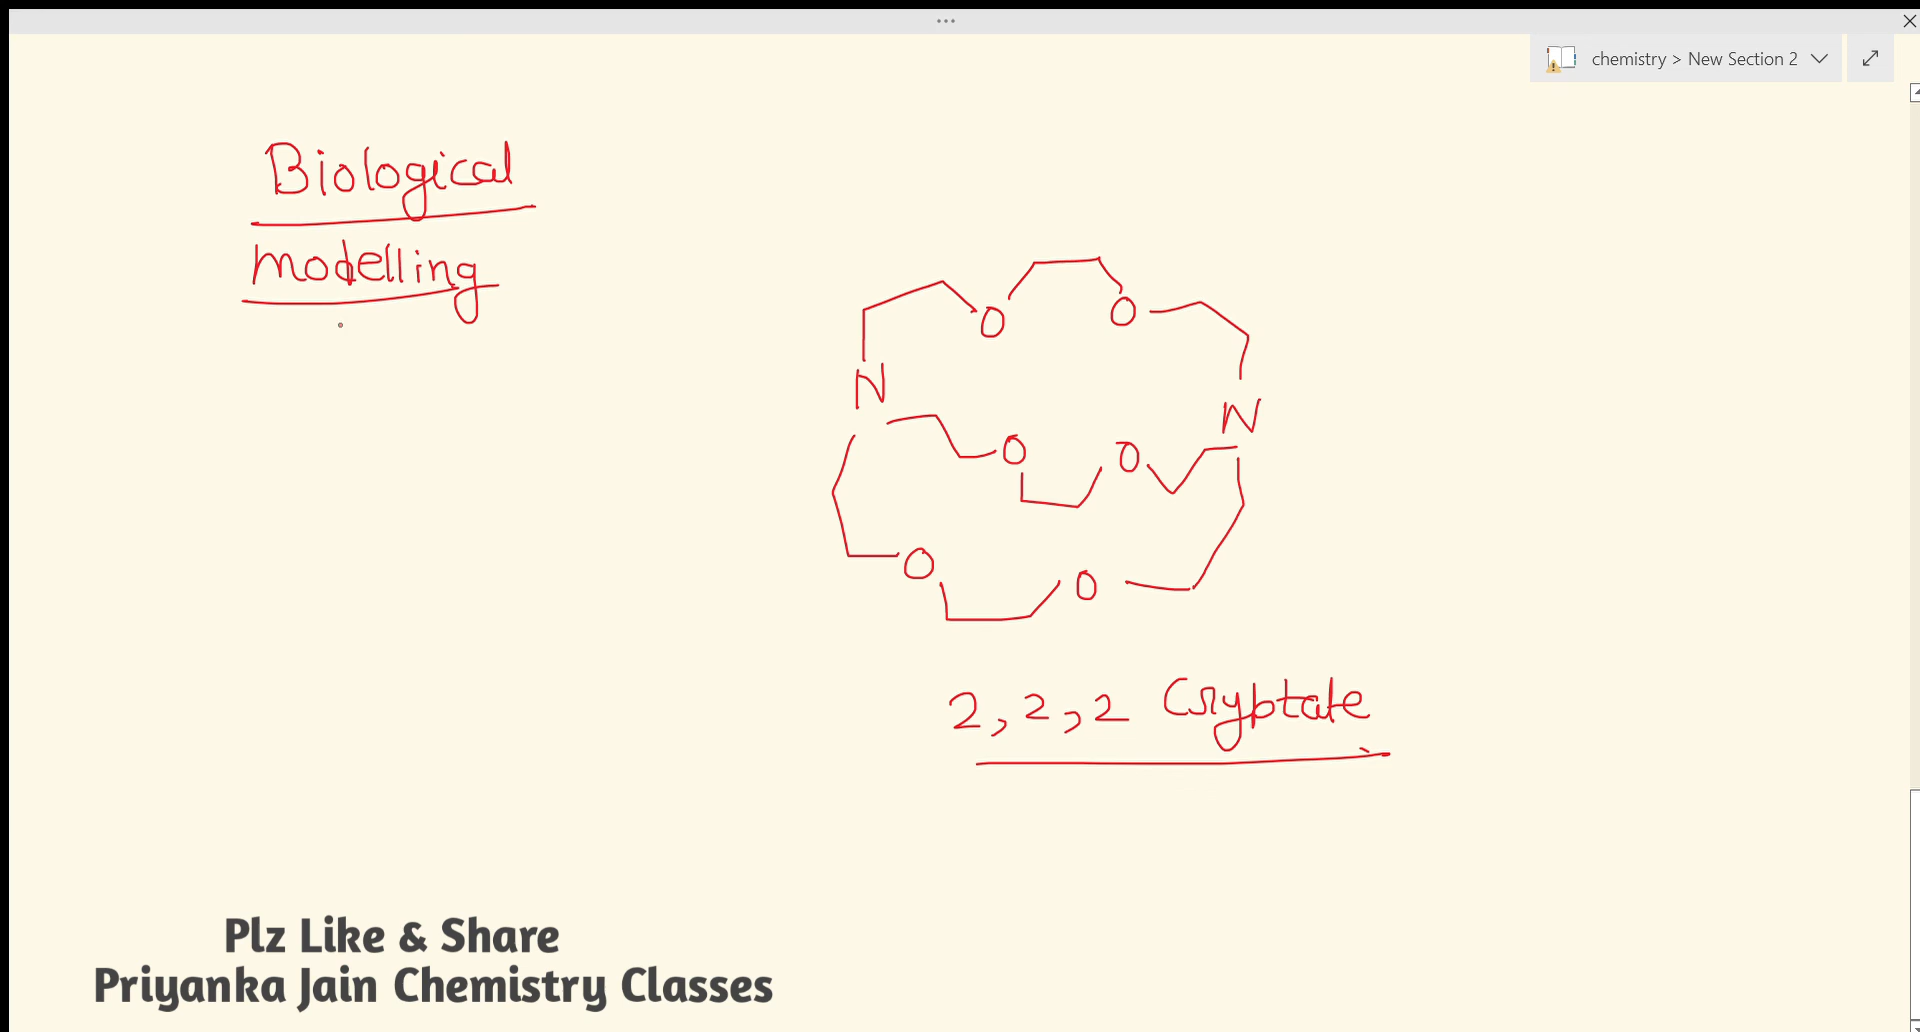 chemistry > New Section 2
Biological
modelling
O O
N
N
O O
O O
2, 2, 2 Cryptate
Plz Like & Share
Priyanka Jain Chemistry Classes